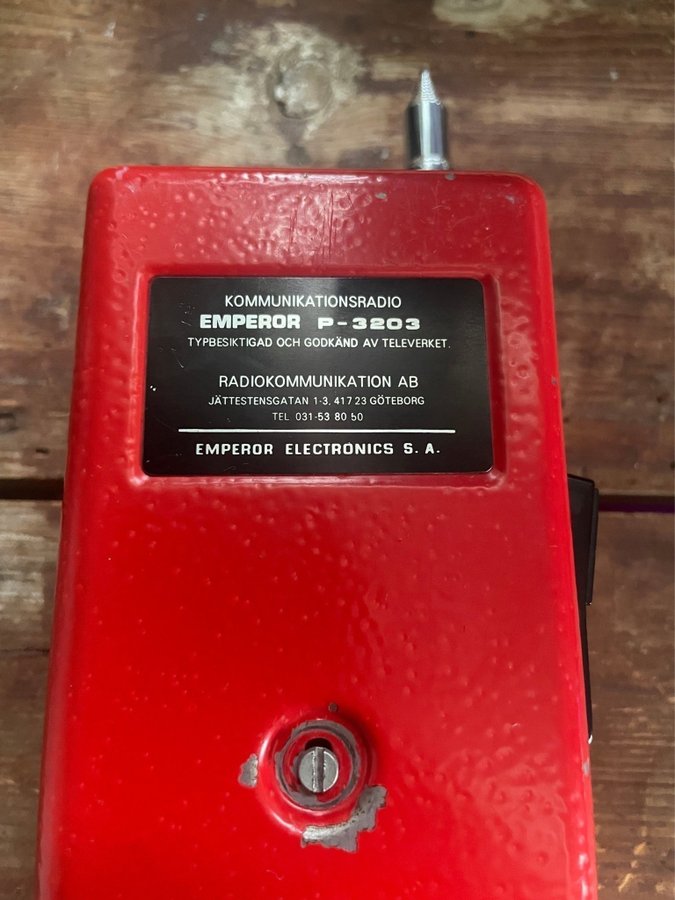 KOMMUNIKATIONSRADIO
EMPEROR P-3203
TYPBESIKTIGAD OCH GODKÄND AV TELEVERKET.
RADIOKOMMUNIKATION AB
JÄTTESTENSGATAN 1-3, 417 23 GÖTEBORG
TEL. 031-53 80 50
EMPEROR ELECTRONICS S. A.